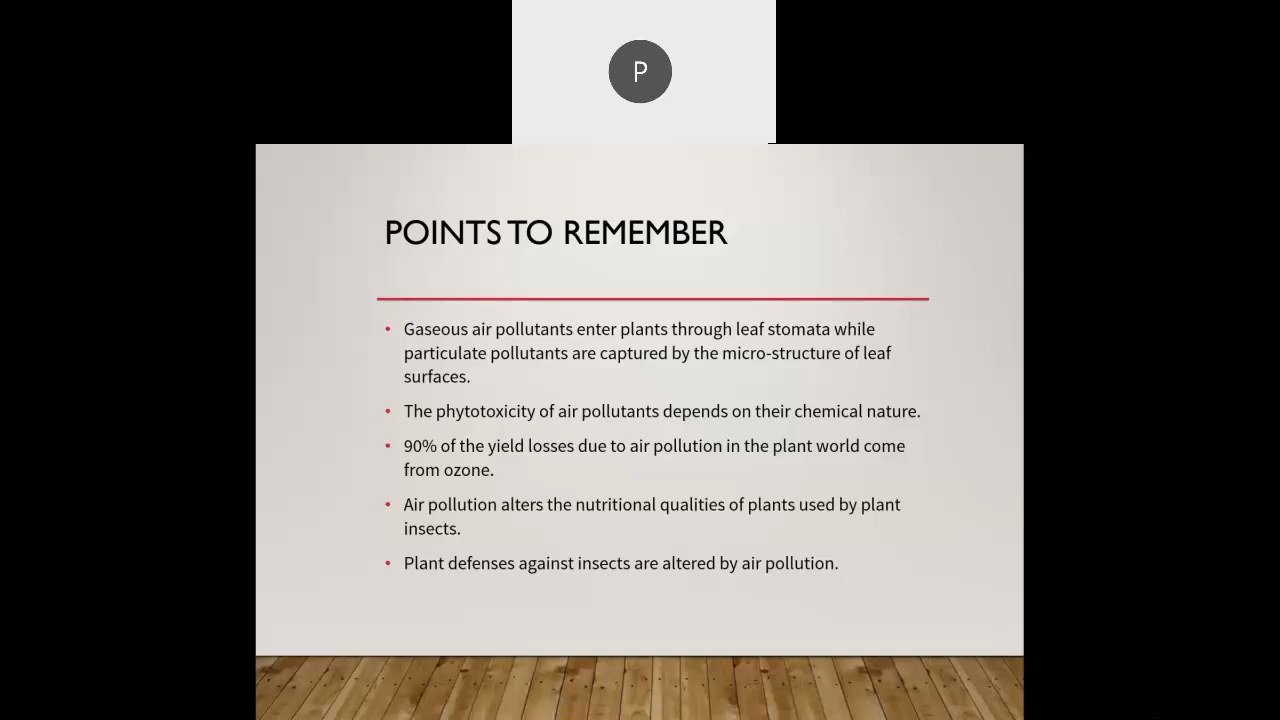 P
POINTS TO REMEMBER
• Gaseous air pollutants enter plants through leaf stomata while
particulate pollutants are captured by the micro-structure of leaf
surfaces.
• The phytotoxicity of air pollutants depends on their chemical nature.
• 90% of the yield losses due to air pollution in the plant world come
from ozone.
• Air pollution alters the nutritional qualities of plants used by plant
insects.
• Plant defenses against insects are altered by air pollution.